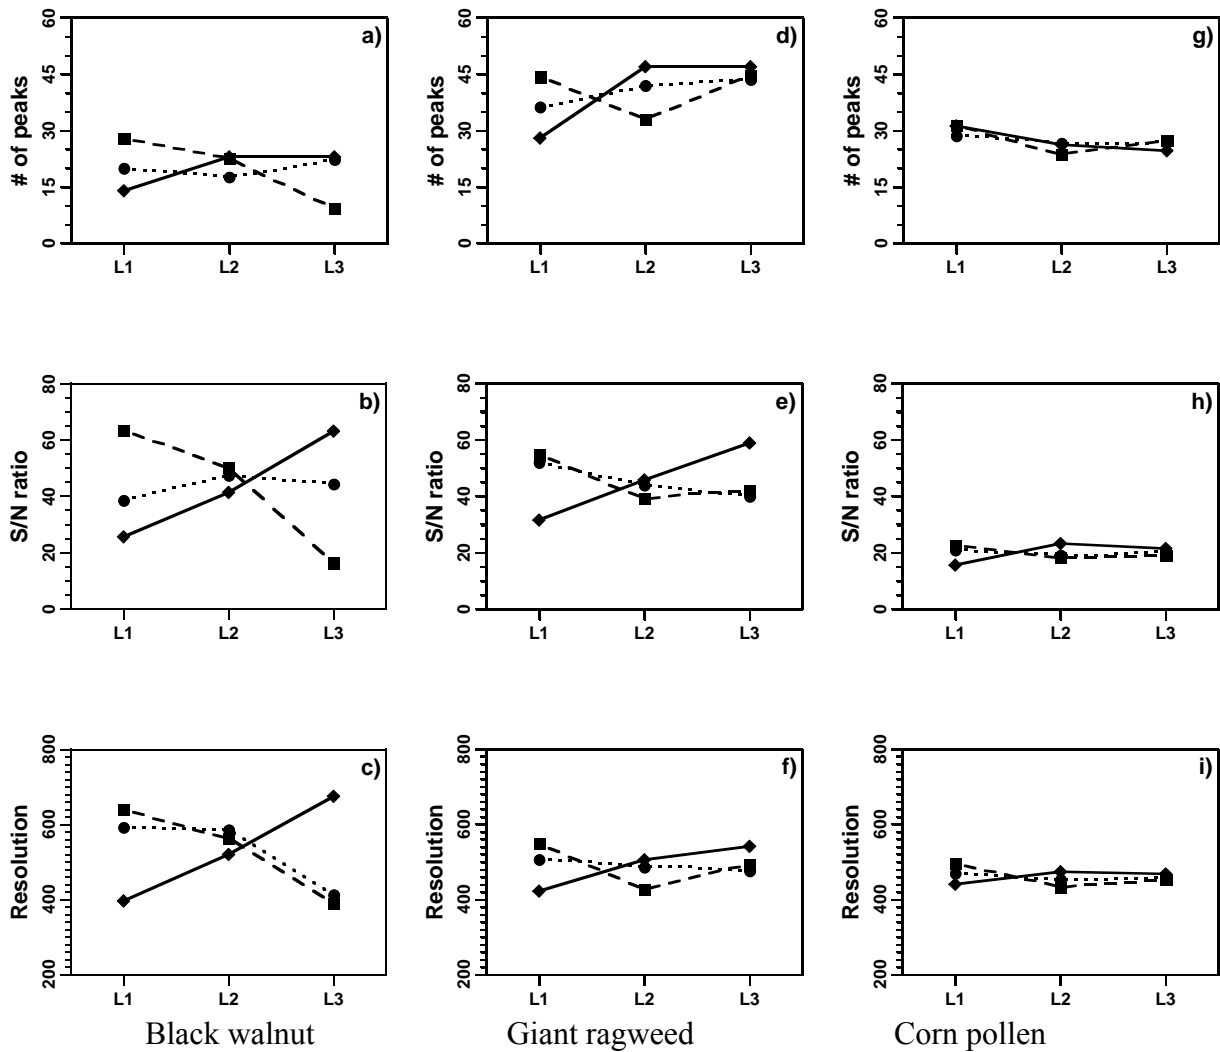 a)
# of peaks
60
45
30
15
0
L1 L2 L3
d)
# of peaks
60
45
30
15
0
L1 L2 L3
g)
# of peaks
60
45
30
15
0
L1 L2 L3
b)
S/N ratio
80
60
40
20
0
L1 L2 L3
e)
S/N ratio
80
60
40
20
0
L1 L2 L3
h)
S/N ratio
80
60
40
20
0
L1 L2 L3
c)
Resolution
800
600
400
200
L1 L2 L3
f)
Resolution
800
600
400
200
L1 L2 L3
i)
Resolution
800
600
400
200
L1 L2 L3
Black walnut
Giant ragweed
Corn pollen